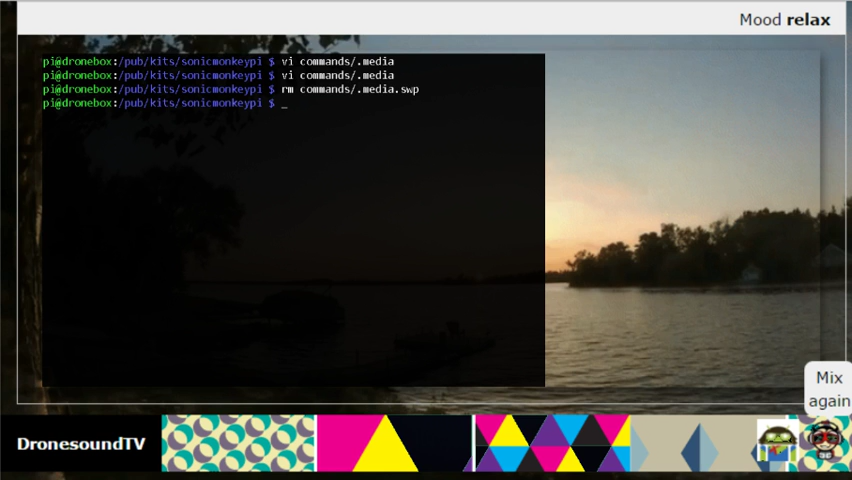 Mood relax
pi@dronebox:/pub/kits/sonicmonkeypi $ vi commands/.media
pi@dronebox:/pub/kits/sonicmonkeypi $ vi commands/.media
pi@dronebox:/pub/kits/sonicmonkeypi $ rm commands/.media.swp
pi@dronebox:/pub/kits/sonicmonkeypi $ _
Mix
again
DronesoundTV